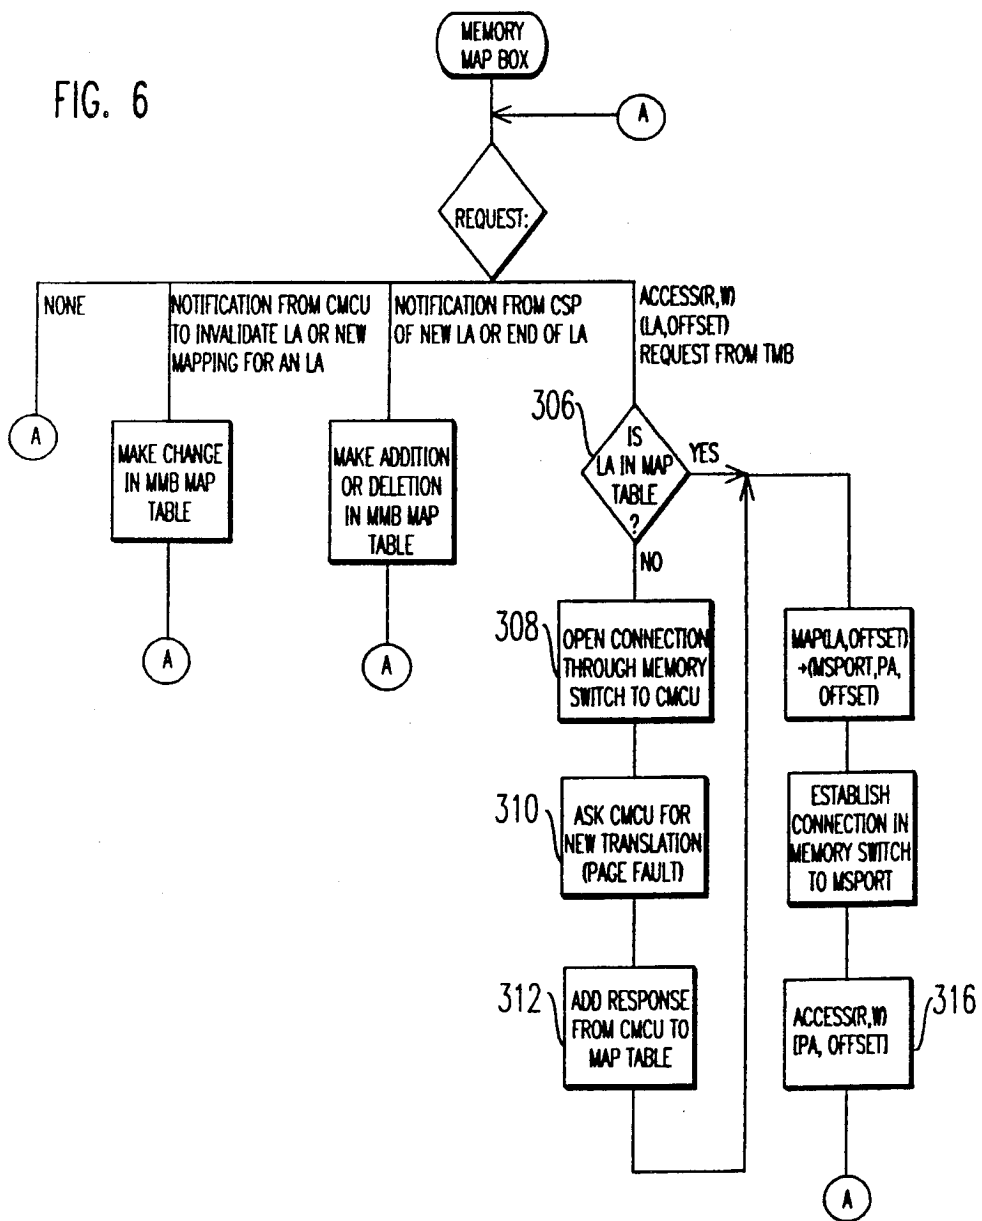 FIG. 6
MEMORY
MAP BOX
A
REQUEST:
NONE
A
NOTIFICATION FROM CMCU
TO INVALIDATE LA OR NEW
MAPPING FOR AN LA
MAKE CHANGE
IN MMB MAP
TABLE
A
NOTIFICATION FROM CSP
OF NEW LA OR END OF LA
MAKE ADDITION
OR DELETION
IN MMB MAP
TABLE
A
ACCESS(R,W)
(LA,OFFSET)
REQUEST FROM TMB
306
IS
LA IN MAP
TABLE
?
YES
NO
308
OPEN CONNECTION
THROUGH MEMORY
SWITCH TO CMCU
310
ASK CMCU FOR
NEW TRANSLATION
(PAGE FAULT)
312
ADD RESPONSE
FROM CMCU TO
MAP TABLE
MAP(LA,OFFSET)
→(MSPORT,PA,
OFFSET)
ESTABLISH
CONNECTION IN
MEMORY SWITCH
TO MSPORT
316
ACCESS(R,W)
[PA, OFFSET]
A